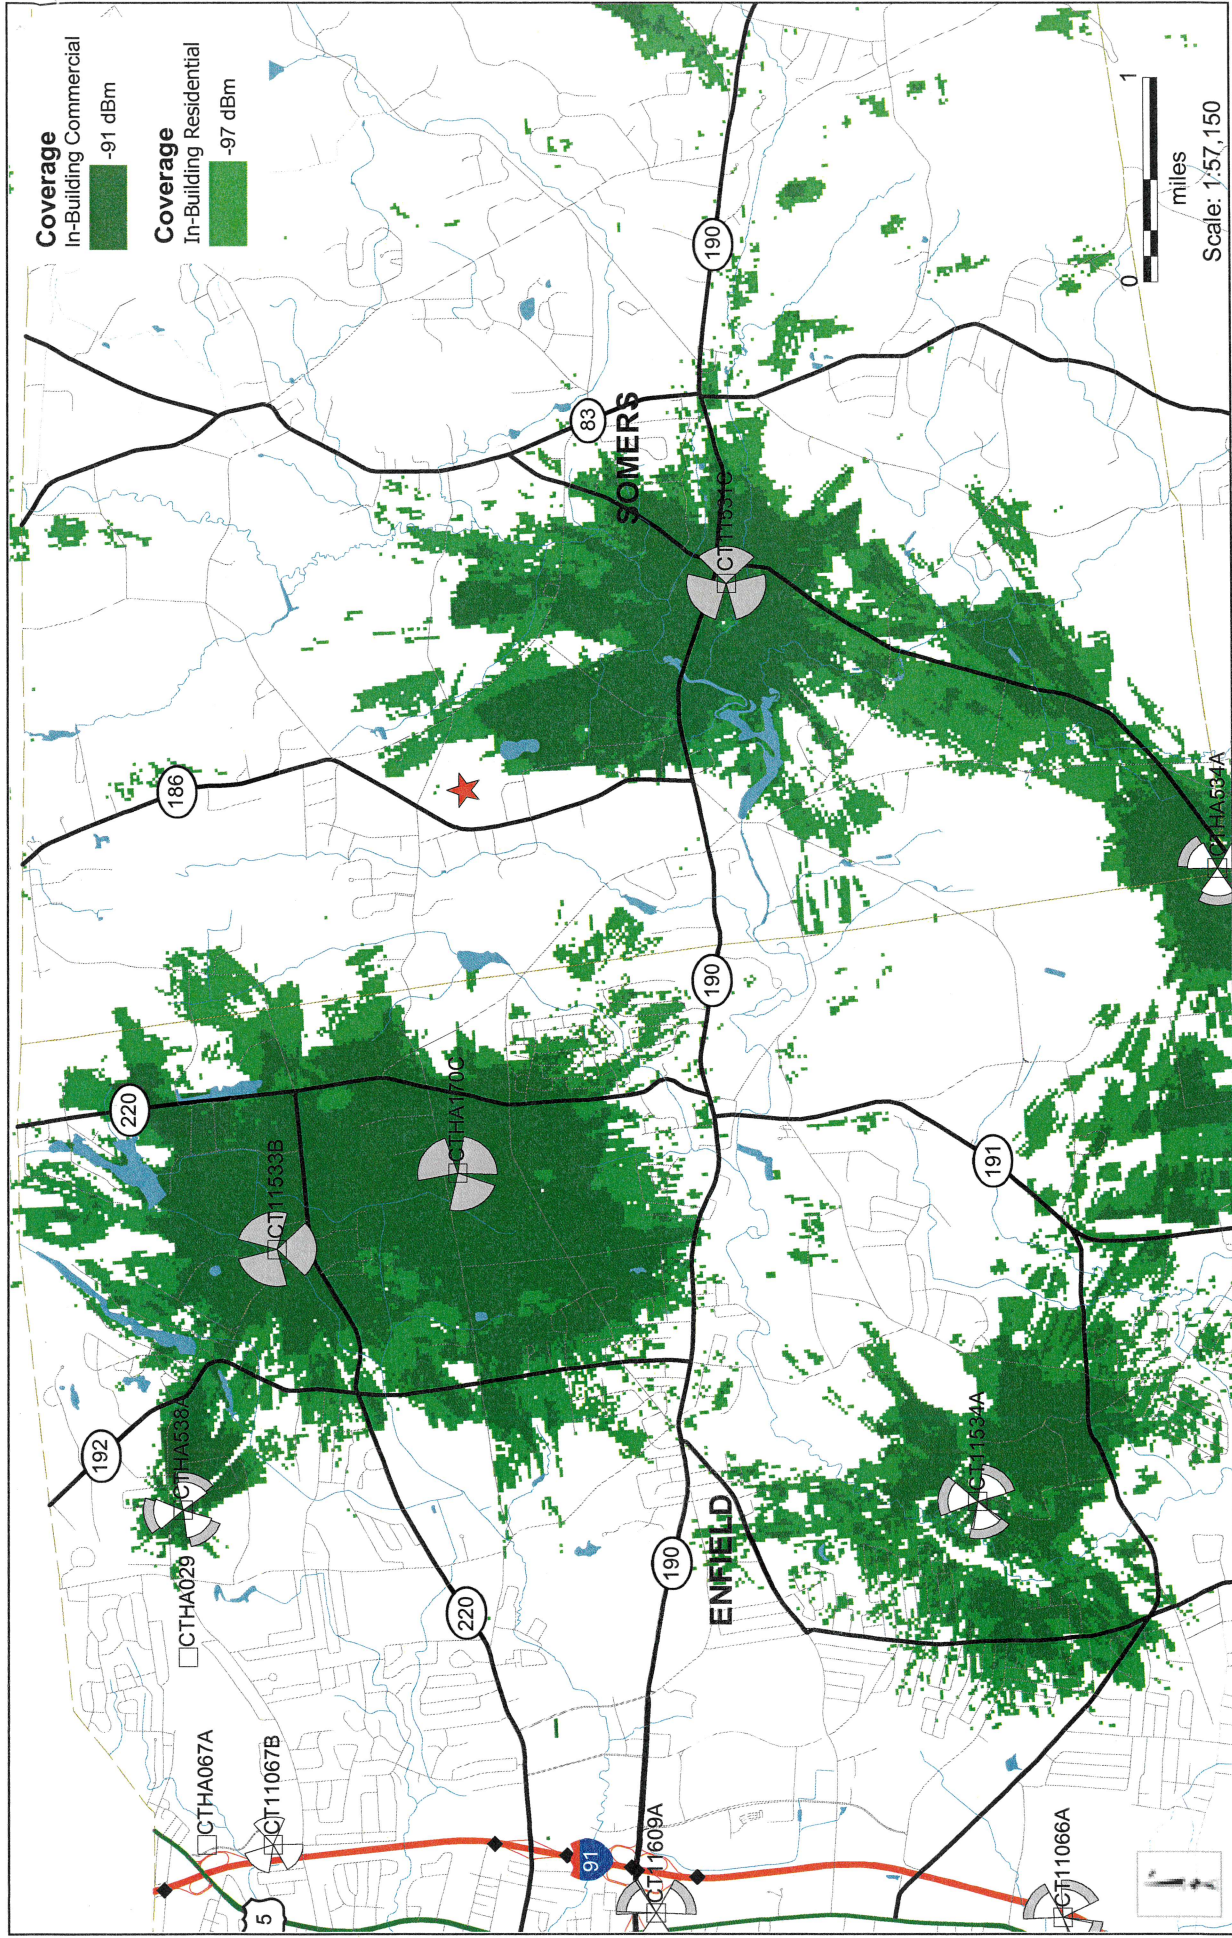 Coverage
In-Building Commercial
-91 dBm
Coverage
In-Building Residential
-97 dBm
0
1
miles
Scale: 1:57,150
190
83
SOMERS
CT11331C
186
CTHA534A
190
220
CTHA170C
CT11533B
191
192
CTHA538A
CT11534A
CTHA029
220
190
ENFIELD
CTHA067A
CT11067B
5
91
CT11609A
CT11066A